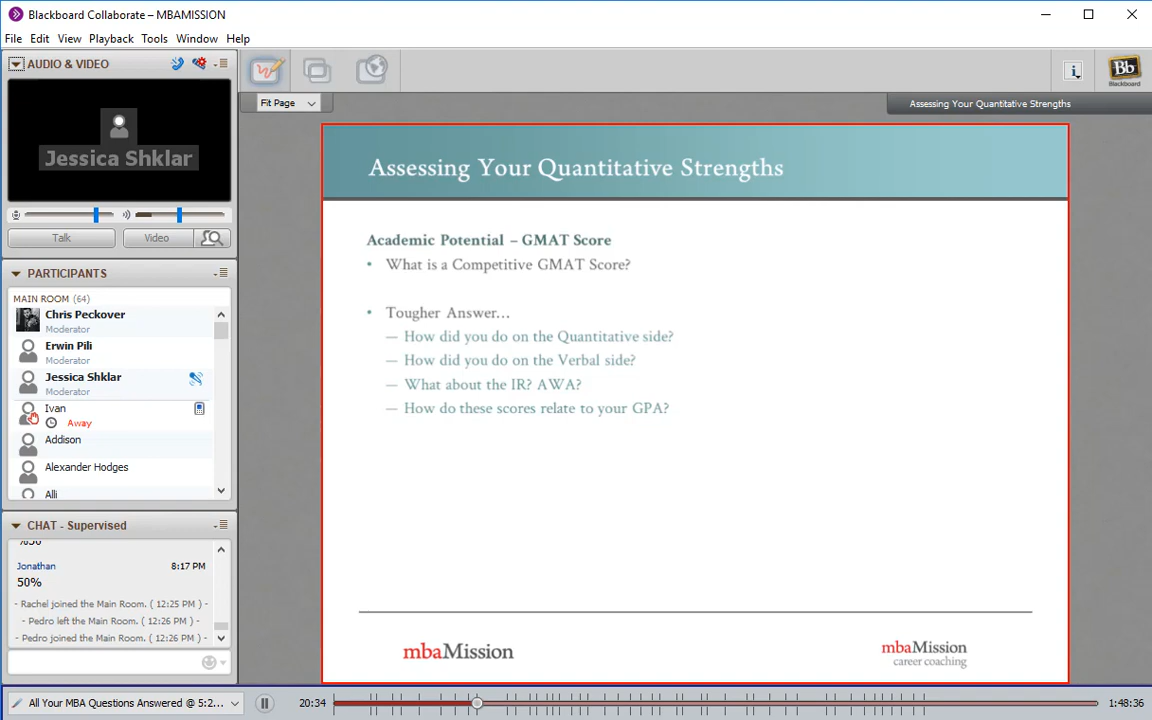 Blackboard Collaborate – MBAMISSION
File Edit View Playback Tools Window Help
AUDIO & VIDEO
Jessica Shklar
Talk
Video
PARTICIPANTS
MAIN ROOM (64)
Chris Peckover
Moderator
Erwin Pili
Moderator
Jessica Shklar
Moderator
Ivan
Away
Addison
Alexander Hodges
Alli
CHAT - Supervised
%50
Jonathan 8:17 PM
50%
- Rachel joined the Main Room. ( 12:25 PM ) -
- Pedro left the Main Room. ( 12:26 PM ) -
- Pedro joined the Main Room. ( 12:26 PM ) -
Fit Page
i
Bb
Blackboard
Assessing Your Quantitative Strengths
Assessing Your Quantitative Strengths
Academic Potential – GMAT Score
• What is a Competitive GMAT Score?
• Tougher Answer...
— How did you do on the Quantitative side?
— How did you do on the Verbal side?
— What about the IR? AWA?
— How do these scores relate to your GPA?
mbaMission
mbaMission
career coaching
All Your MBA Questions Answered @ 5:2...
20:34
1:48:36